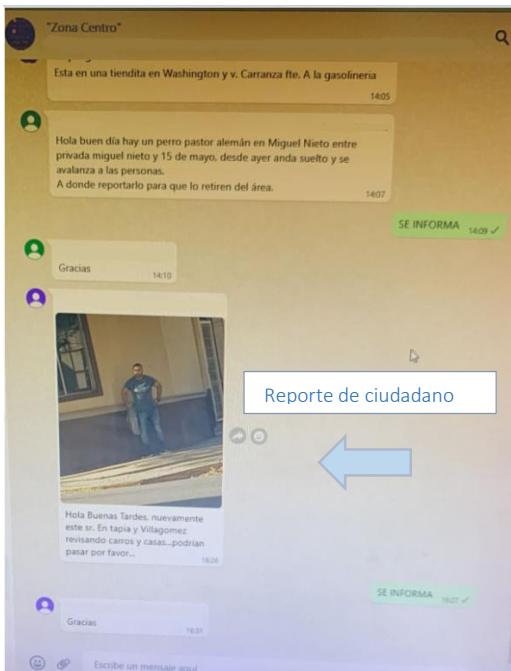 "Zona Centro"
Esta en una tiendita en Washington y v. Carranza fte. A la gasolineria
14:05
Hola buen día hay un perro pastor alemán en Miguel Nieto entre
privada miguel nieto y 15 de mayo, desde ayer anda suelto y se
avalanza a las personas.
A donde reportarlo para que lo retiren del área.
14:07
SE INFORMA 14:09
Gracias
14:10
Reporte de ciudadano
Hola Buenas Tardes, nuevamente
este sr. En tapia y Villagomez
revisando carros y casas...podrían
pasar por favor...
SE INFORMA
Gracias
Escribe un mensaje aquí